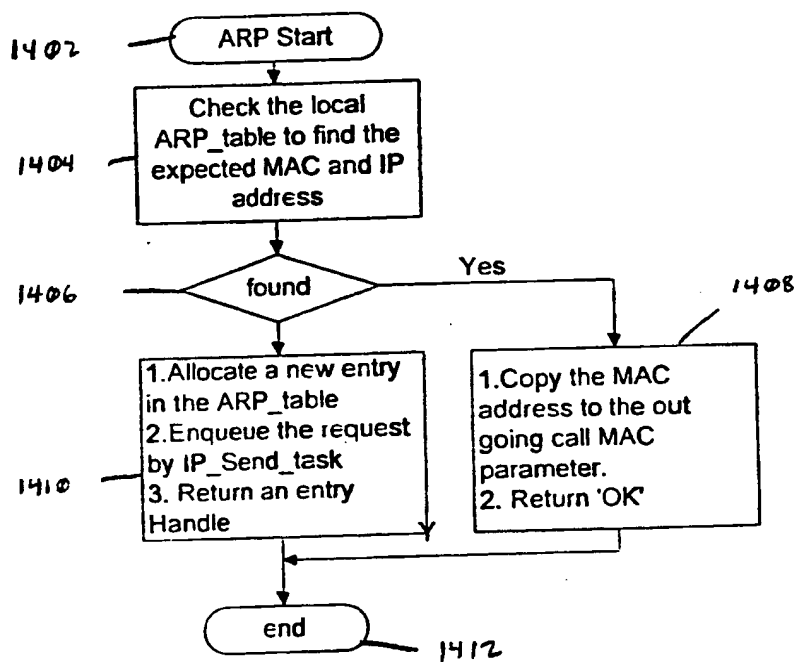 1402
ARP Start
Check the local
ARP_table to find the
expected MAC and IP
address
1404
found
Yes
1406
1408
1.Allocate a new entry
in the ARP_table
2.Enqueue the request
by IP_Send_task
3. Return an entry
Handle
1410
1.Copy the MAC
address to the out
going call MAC
parameter.
2. Return 'OK'
end
1412